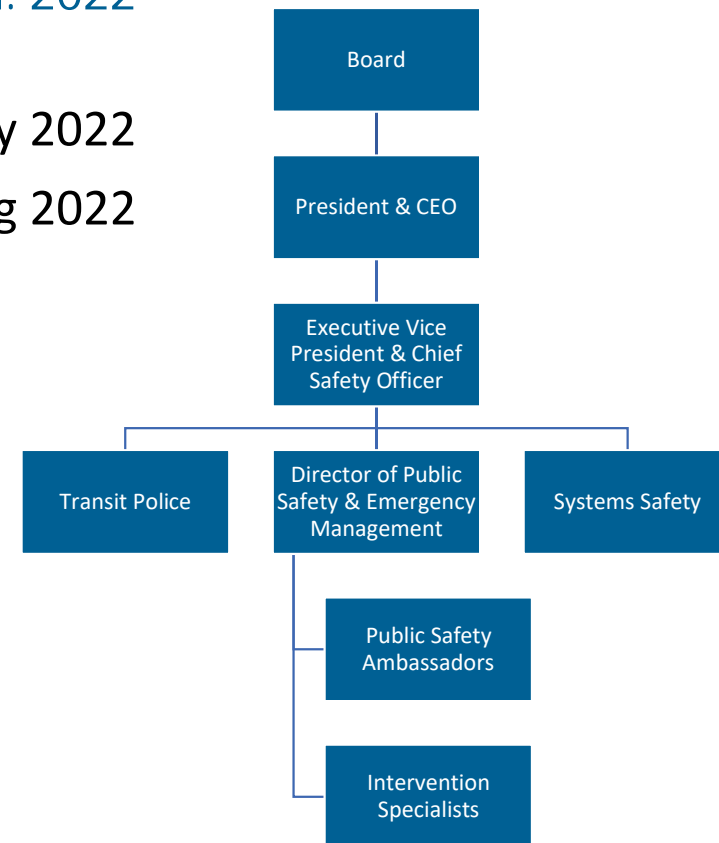 2022
Board
2022
President & CEO
2022
Executive Vice
President & Chief
Safety Officer
Transit Police
Director of Public
Safety & Emergency
Management
Systems Safety
Public Safety
Ambassadors
Intervention
Specialists